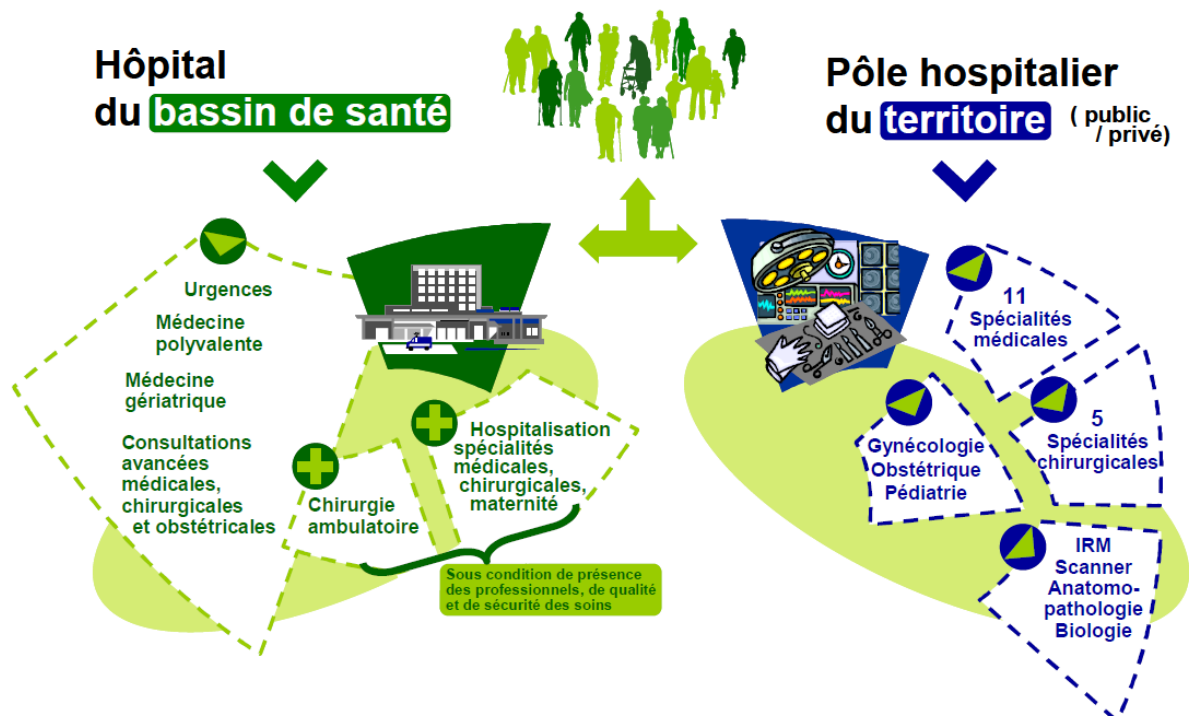 Hôpital
du bassin de santé
Pôle hospitalier
du territoire ( public
/ privé)
Urgences
Médecine
polyvalente
Médecine
gériatrique
Consultations
avancées
médicales,
chirurgicales
et obstétricales
Chirurgie
ambulatoire
Hospitalisation
spécialités
médicales,
chirurgicales,
maternité
Sous condition de présence
des professionnels, de qualité
et de sécurité des soins
11
Spécialités
médicales
5
Spécialités
chirurgicales
Gynécologie
Obstétrique
Pédiatrie
IRM
Scanner
Anatomo-
pathologie
Biologie